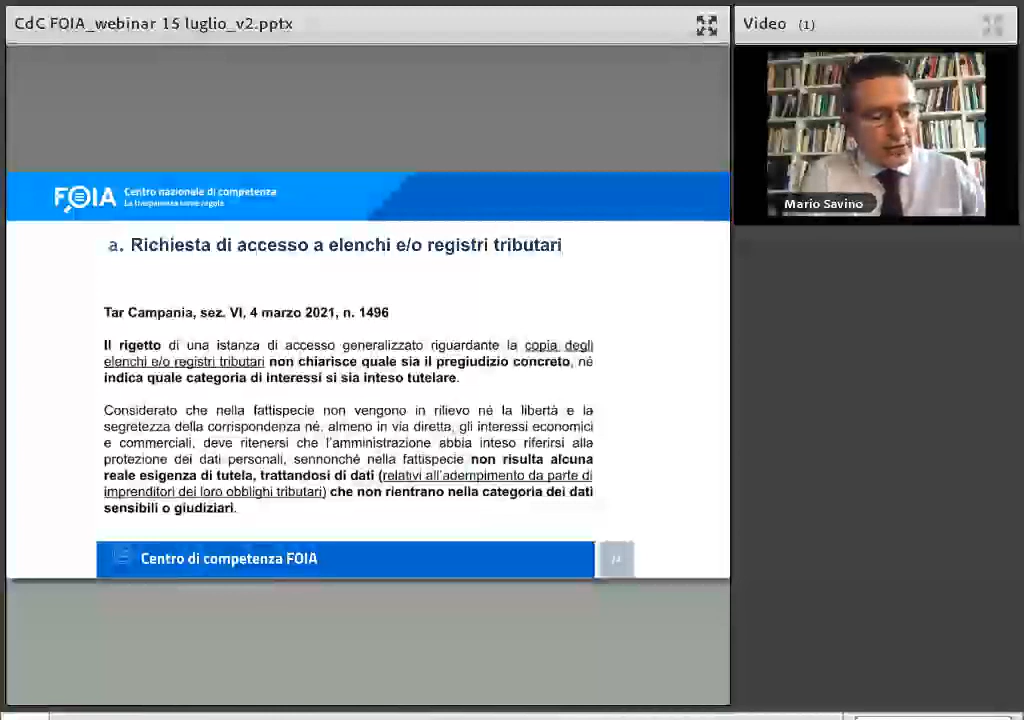 CdC FOIA_webinar 15 luglio_v2.pptx
Video (1)
Mario Savino
FOIA
Centro nazionale di competenza
La trasparenza come regola
a. Richiesta di accesso a elenchi e/o registri tributari
Tar Campania, sez. VI, 4 marzo 2021, n. 1496
Il rigetto di una istanza di accesso generalizzato riguardante la copia degli
elenchi e/o registri tributari non chiarisce quale sia il pregiudizio concreto, né
indica quale categoria di interessi si sia inteso tutelare.
Considerato che nella fattispecie non vengono in rilievo né la libertà e la
segretezza della corrispondenza né, almeno in via diretta, gli interessi economici
e commerciali, deve ritenersi che l'amministrazione abbia inteso riferirsi alla
protezione dei dati personali, sennonché nella fattispecie non risulta alcuna
reale esigenza di tutela, trattandosi di dati (relativi all'adempimento da parte di
imprenditori dei loro obblighi tributari) che non rientrano nella categoria dei dati
sensibili o giudiziari.
Centro di competenza FOIA